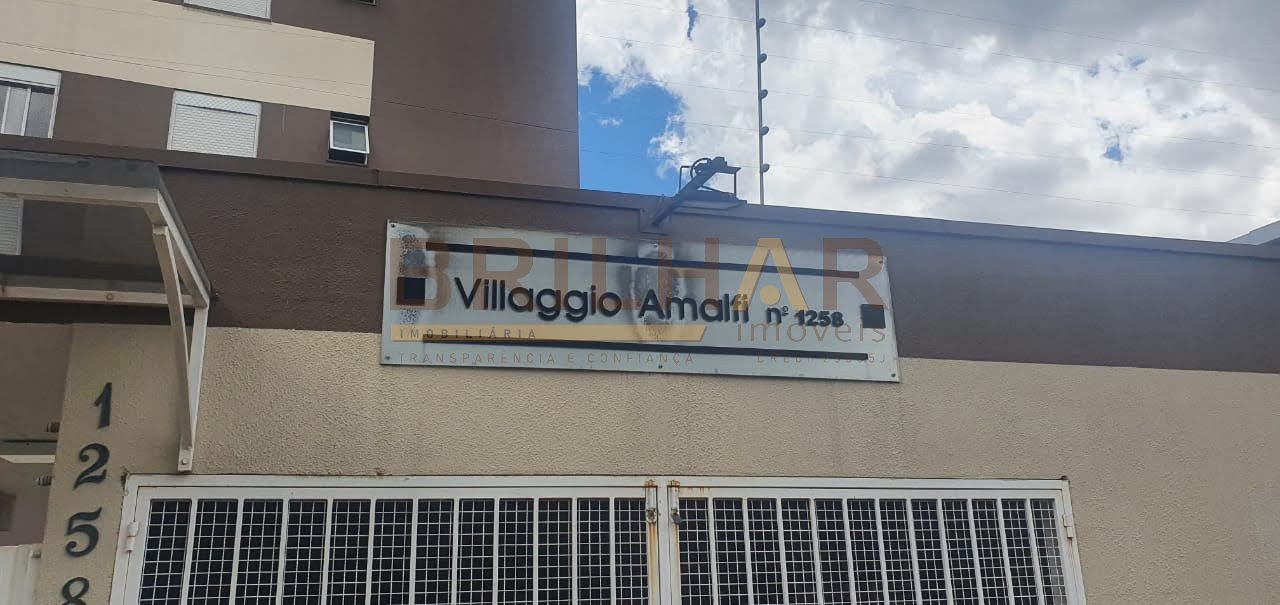 BRILHAR
Villaggio Amalfi nº 1258
IMOBILIÁRIA
imóveis
TRANSPARÊNCIA E CONFIANÇA
1
2
5
8